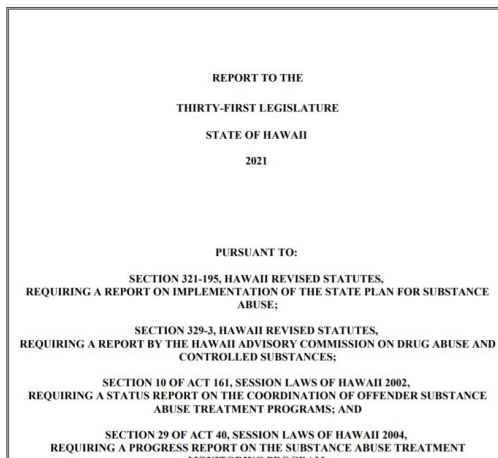 REPORT TO THE
THIRTY-FIRST LEGISLATURE
STATE OF HAWAII
2021
PURSUANT TO:
SECTION 321-195, HAWAII REVISED STATUTES,
REQUIRING A REPORT ON IMPLEMENTATION OF THE STATE PLAN FOR SUBSTANCE
ABUSE;
SECTION 329-3, HAWAII REVISED STATUTES,
REQUIRING A REPORT BY THE HAWAII ADVISORY COMMISSION ON DRUG ABUSE AND
CONTROLLED SUBSTANCES;
SECTION 10 OF ACT 161, SESSION LAWS OF HAWAII 2002,
REQUIRING A STATUS REPORT ON THE COORDINATION OF OFFENDER SUBSTANCE
ABUSE TREATMENT PROGRAMS; AND
SECTION 29 OF ACT 40, SESSION LAWS OF HAWAII 2004,
REQUIRING A PROGRESS REPORT ON THE SUBSTANCE ABUSE TREATMENT
MONITORING PROGRAM